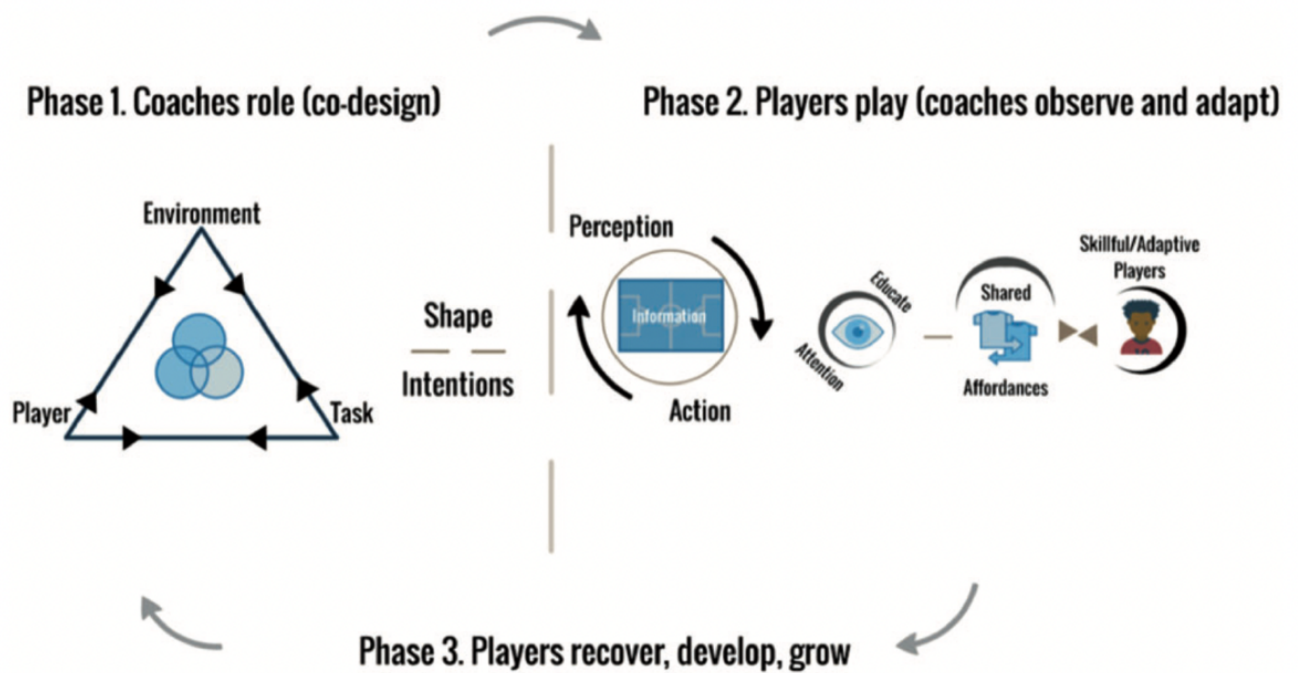 Phase 1. Coaches role (co-design)
Phase 2. Players play (coaches observe and adapt)
Environment
Player
Task
Shape
Intentions
Perception
Information
Action
Educate
Attention
Shared
Affordances
Skillful/Adaptive
Players
Phase 3. Players recover, develop, grow